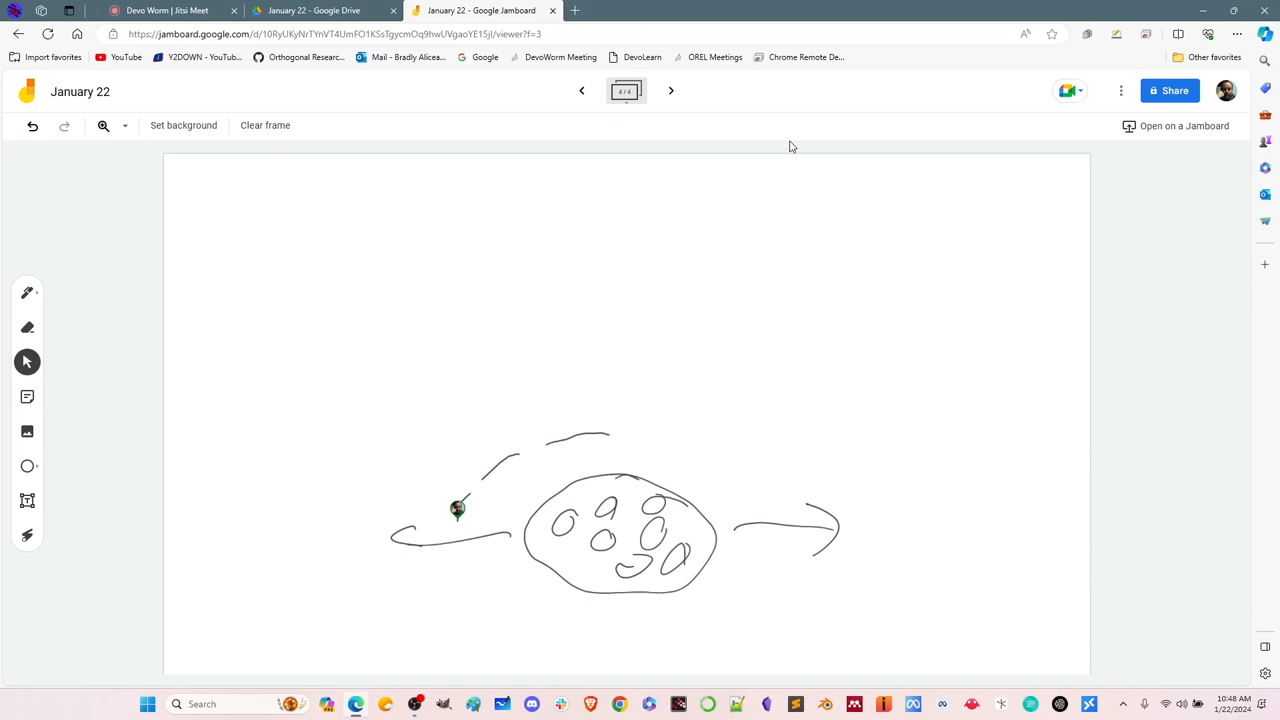 Devo Worm | Jitsi Meet
January 22 - Google Drive
January 22 - Google Jamboard
https://jamboard.google.com/d/10RyUKyNrTYnVT4UmFO1KSsTgycmOq9hwUVgaoYE15jI/viewer?f=3
Import favorites
YouTube
Y2DOWN - YouTub...
Orthogonal Researc...
Google
Mail - Bradly Alicea...
DevoWorm Meeting
DevoLearn
OREL Meetings
Chrome Remote De...
Other favorites
January 22
4 / 4
Share
Set background
Clear frame
Open on a Jamboard
Search
10:48 AM
1/22/2024